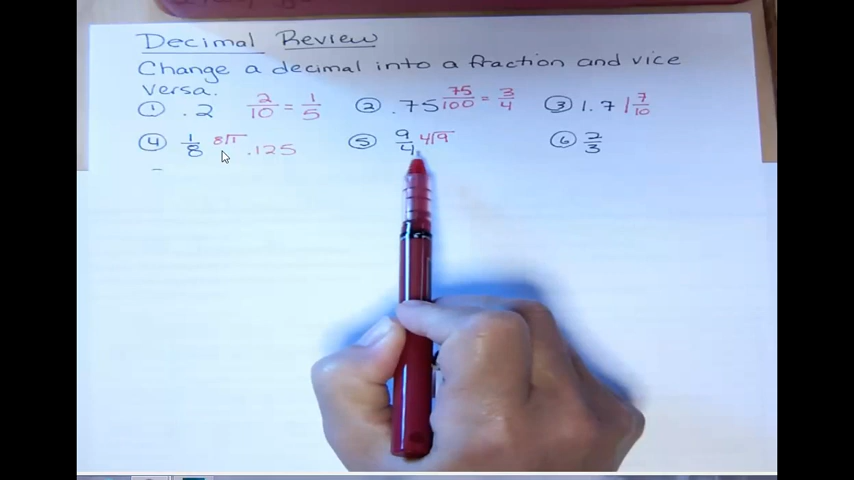 Decimal Review
Change a decimal into a fraction and vice
versa.
① .2 2/10 = 1/5 ② .75 75/100 = 3/4 ③ 1.7 1 7/10
④ 1/8 8√1 .125 ⑤ 9/4 4√9 ⑥ 2/3